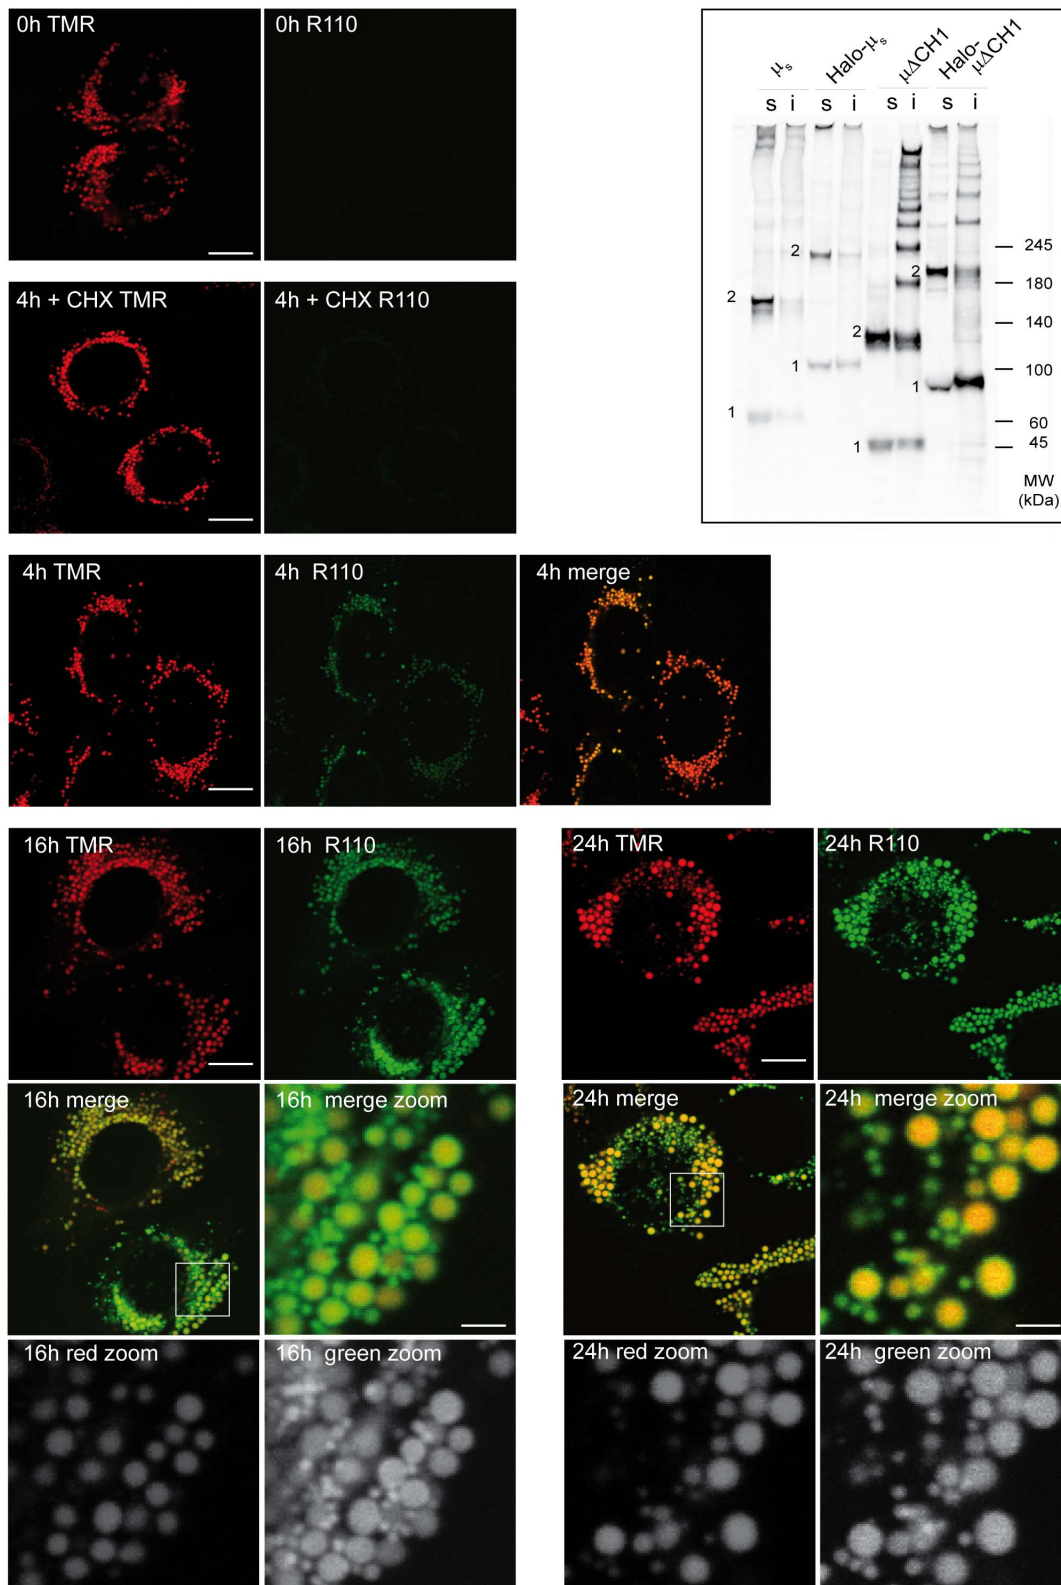 0h TMR
0h R110
μs
Halo-μs
μΔCH1
Halo-
μΔCH1
s i s i s i s i
2
1
2
1
2
1
2
1
245
180
140
100
60
45
MW
(kDa)
4h + CHX TMR
4h + CHX R110
4h TMR
4h R110
4h merge
16h TMR
16h R110
24h TMR
24h R110
16h merge
16h merge zoom
24h merge
24h merge zoom
16h red zoom
16h green zoom
24h red zoom
24h green zoom